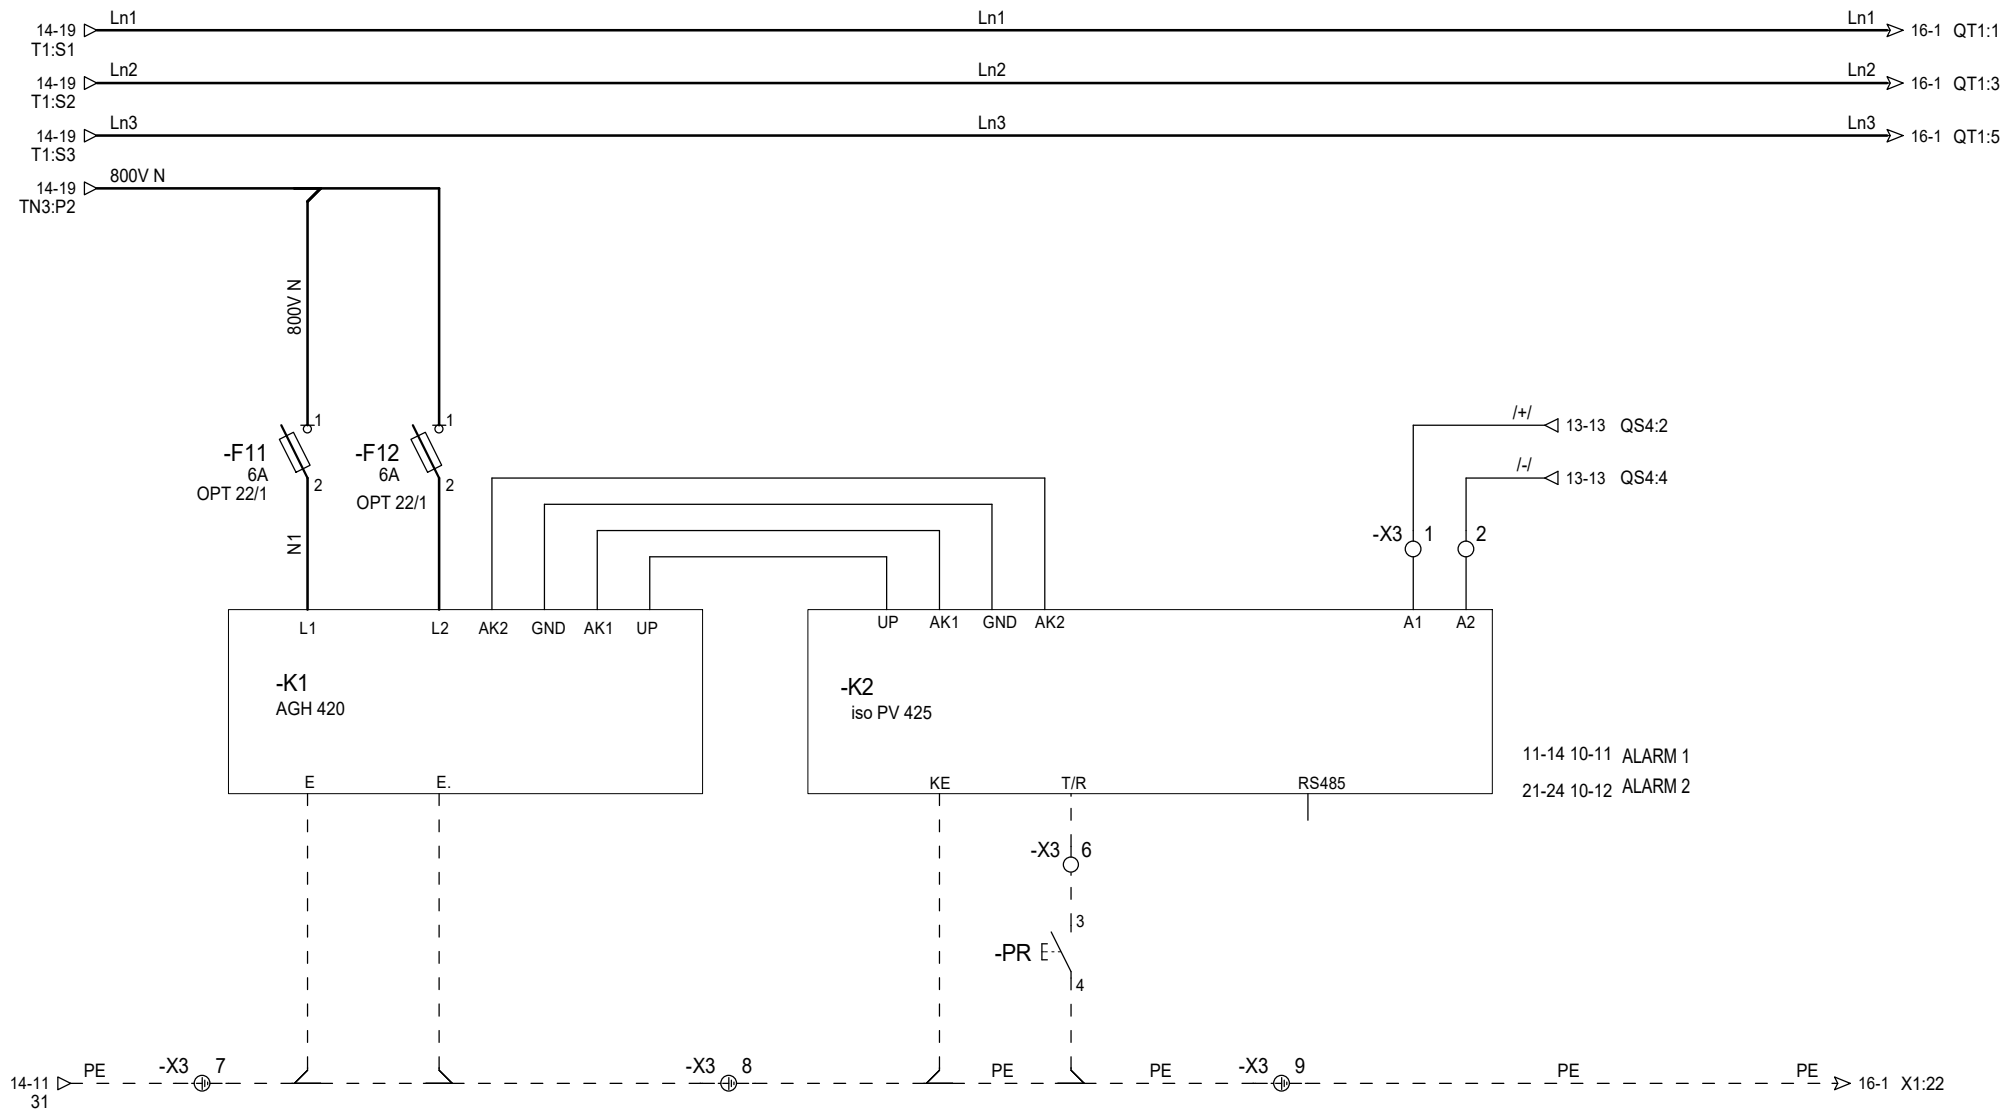 Ln1 Ln1 Ln1
14-19 16-1 QT1:1
T1:S1
Ln2 Ln2 Ln2
14-19 16-1 QT1:3
T1:S2
Ln3 Ln3 Ln3
14-19 16-1 QT1:5
T1:S3
800V N
14-19
TN3:P2
800V N
/+/ 13-13 QS4:2
1 1
-F11 -F12
6A 6A
/-/ 13-13 QS4:4
2 2
OPT 22/1 OPT 22/1
N1
-X3 1 2
L1 L2 AK2 GND AK1 UP
UP AK1 GND AK2 A1 A2
-K1
AGH 420
-K2
iso PV 425
11-14 10-11 ALARM 1
21-24 10-12 ALARM 2
E E.
KE T/R RS485
-X3 6
3
-PR
4
PE -X3 7 -X3 8 PE PE -X3 9 PE PE
14-11 16-1 X1:22
31